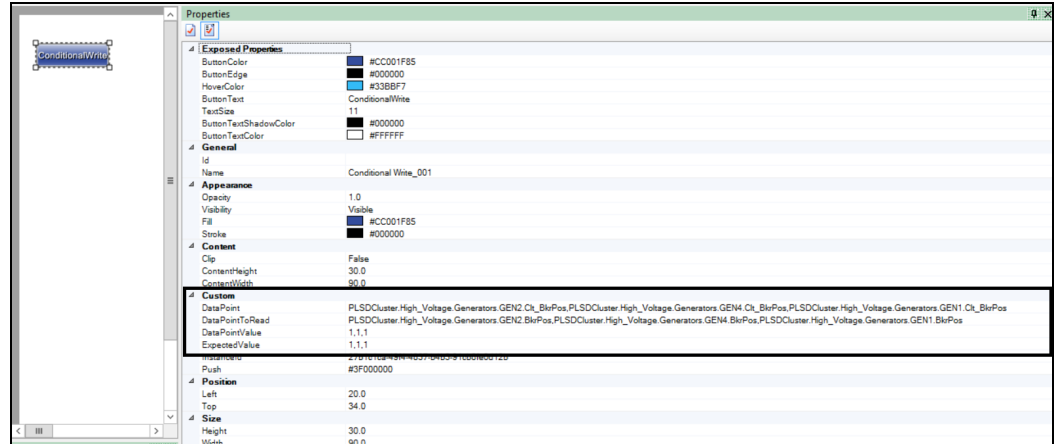 Properties
ConditionalWrite
Exposed Properties
ButtonColor #CC001F85
ButtonEdge #000000
HoverColor #33BBF7
ButtonText ConditionalWrite
TextSize 11
ButtonTextShadowColor #000000
ButtonTextColor #FFFFFF
General
Id
Name Conditional Write_001
Appearance
Opacity 1.0
Visibility Visible
Fill #CC001F85
Stroke #000000
Content
Clip False
ContentHeight 30.0
ContentWidth 90.0
Custom
DataPoint PLSDCluster.High_Voltage.Generators.GEN2.Clt_BkrPos,PLSDCluster.High_Voltage.Generators.GEN4.Clt_BkrPos,PLSDCluster.High_Voltage.Generators.GEN1.Clt_BkrPos
DataPointToRead PLSDCluster.High_Voltage.Generators.GEN2.BkrPos,PLSDCluster.High_Voltage.Generators.GEN4.BkrPos,PLSDCluster.High_Voltage.Generators.GEN1.BkrPos
DataPointValue 1,1,1
ExpectedValue 1,1,1
Push #3F000000
Position
Left 20.0
Top 34.0
Size
Height 30.0
Width 90.0